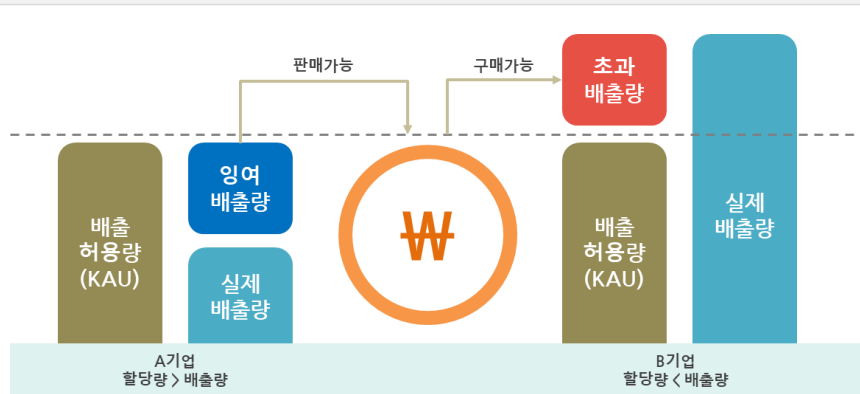 판매가능
구매가능
초과
배출량
잉여
배출량
배출
허용량
(KAU)
실제
배출량
₩
배출
허용량
(KAU)
실제
배출량
A기업
할당량 > 배출량
B기업
할당량 < 배출량